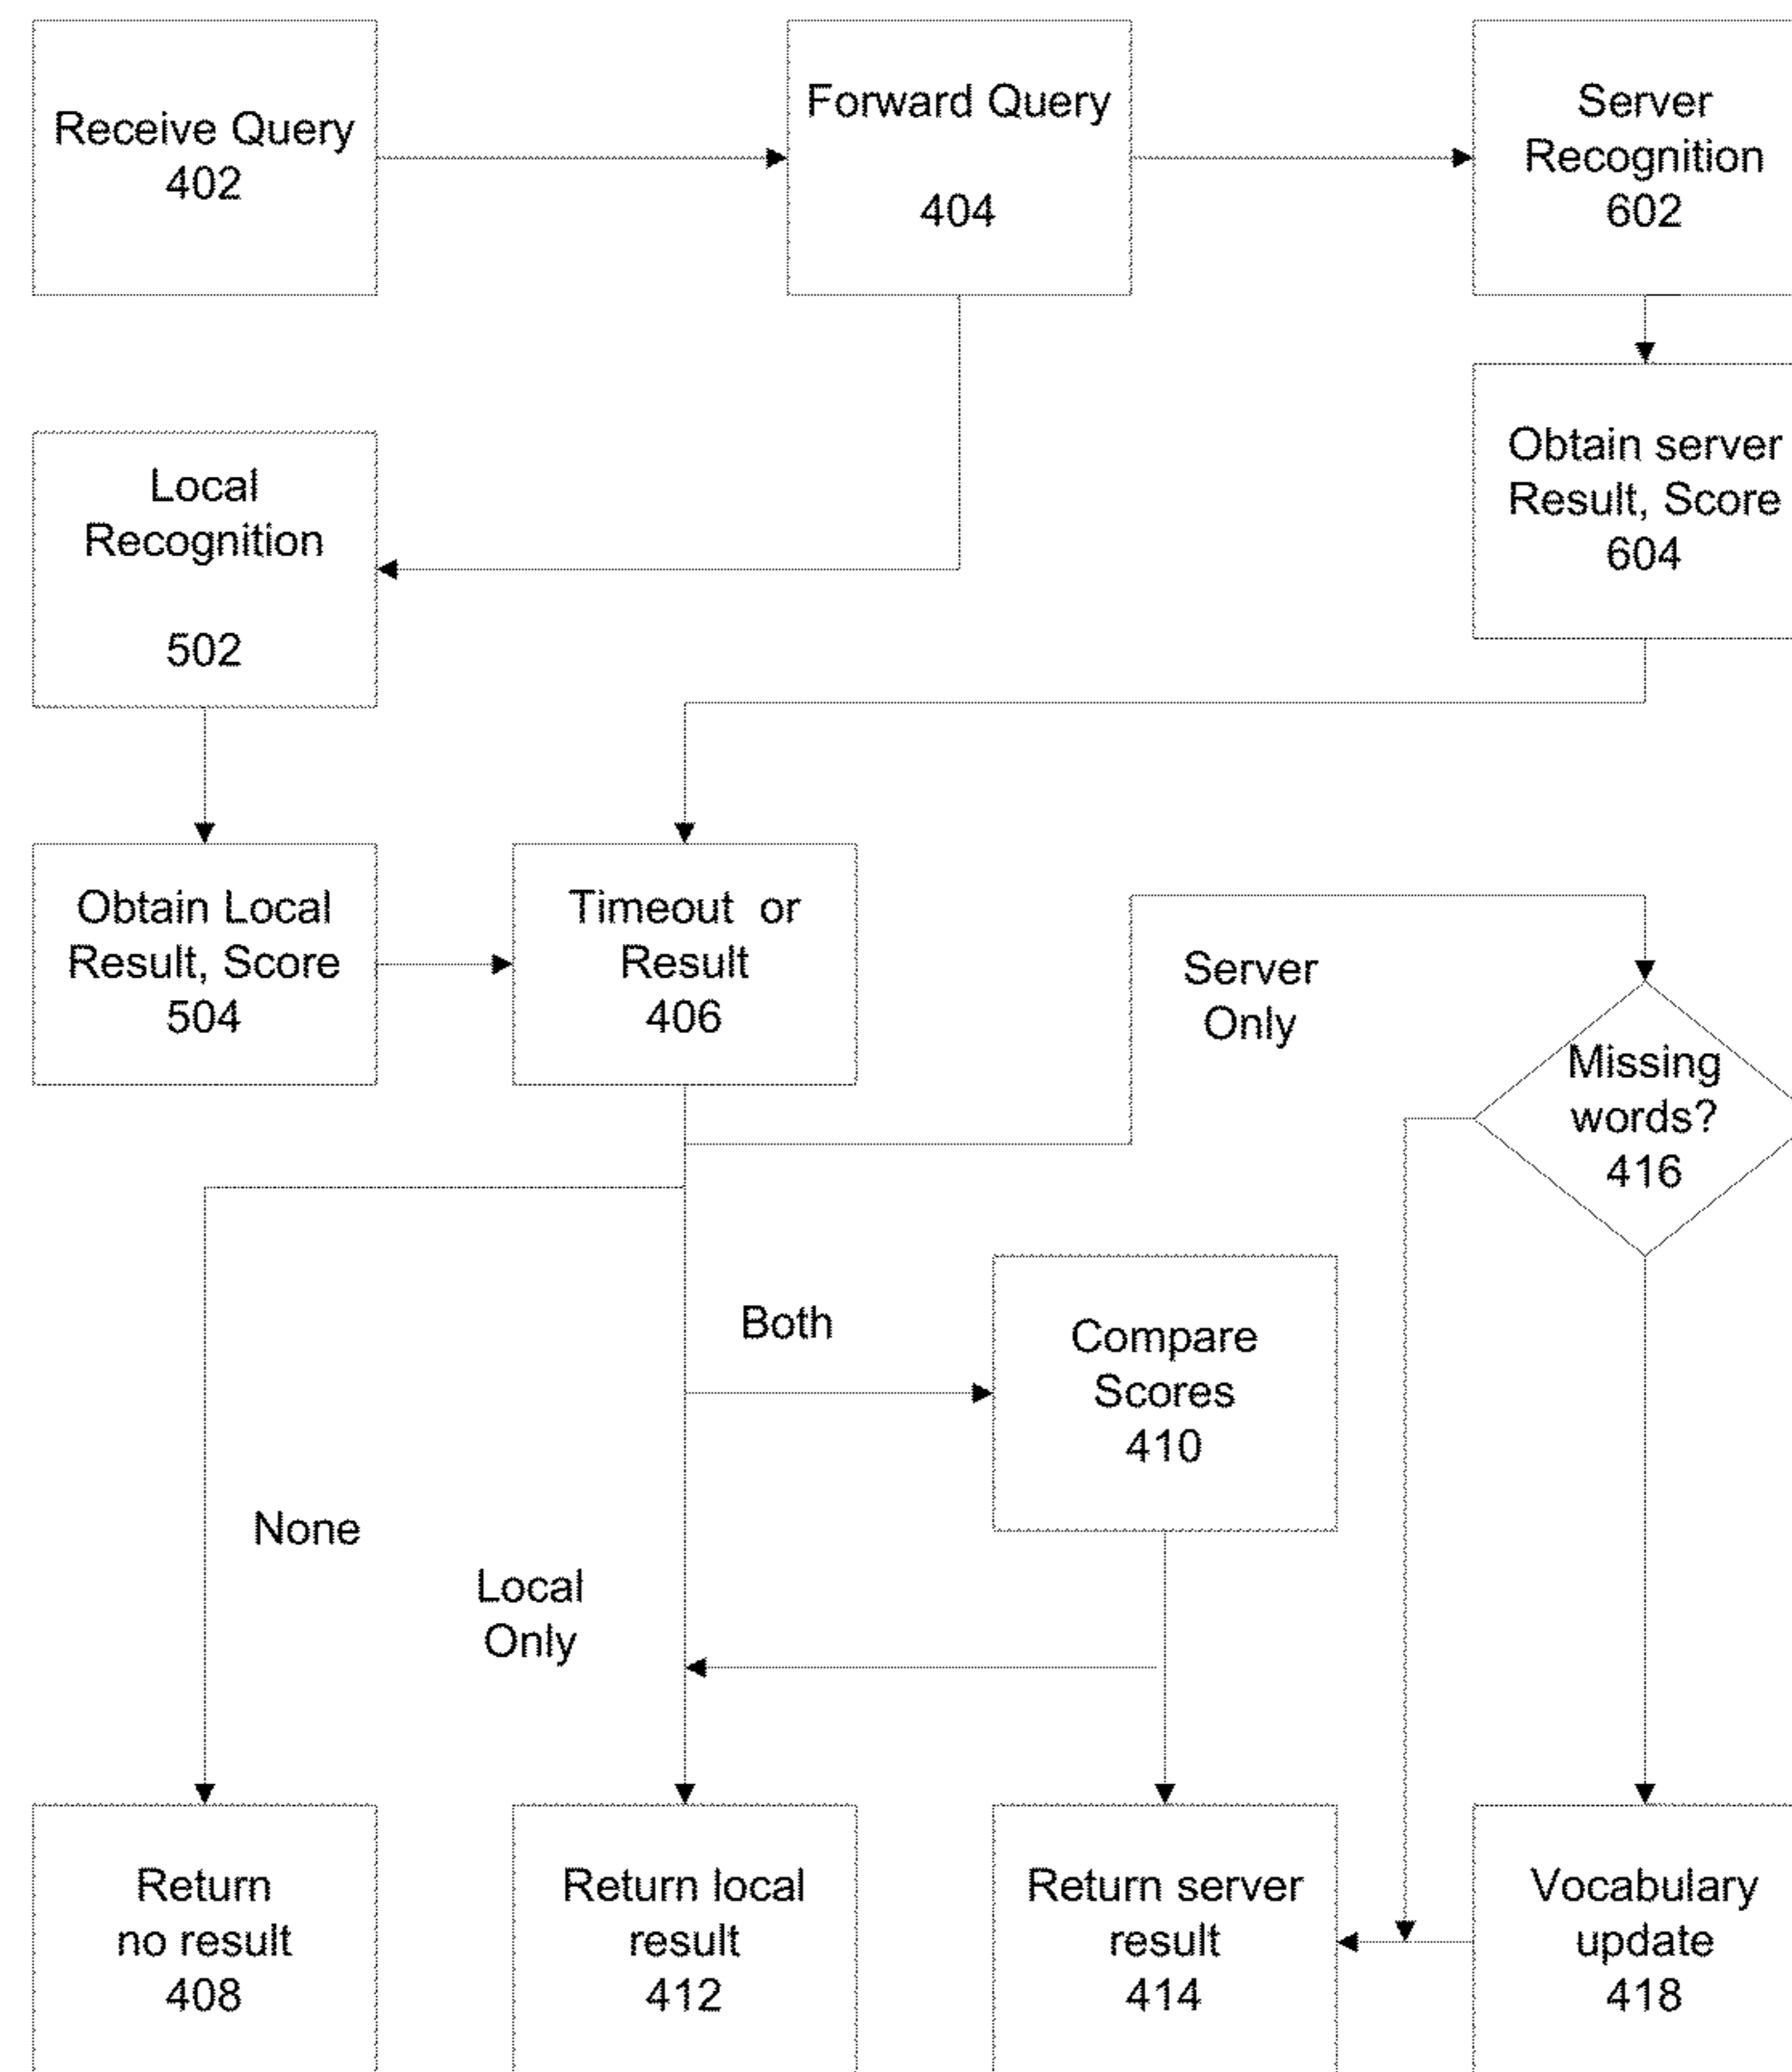 Receive Query
402
Forward Query
404
Server
Recognition
602
Obtain server
Result, Score
604
Local
Recognition
502
Obtain Local
Result, Score
504
Timeout or
Result
406
Server
Only
Missing
words?
416
Both
Compare
Scores
410
None
Local
Only
Return
no result
408
Return local
result
412
Return server
result
414
Vocabulary
update
418